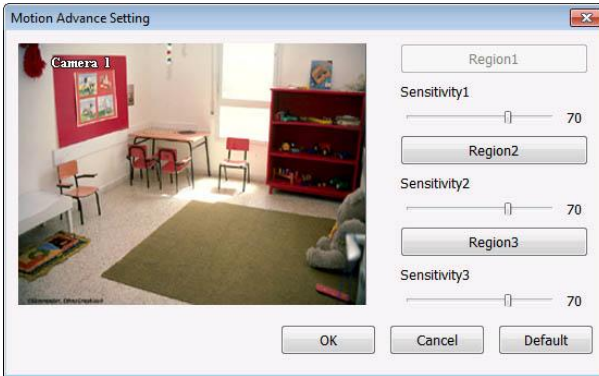 Motion Advance Setting
Camera 1
Region1
Sensitivity1
70
Region2
Sensitivity2
70
Region3
Sensitivity3
70
OK
Cancel
Default